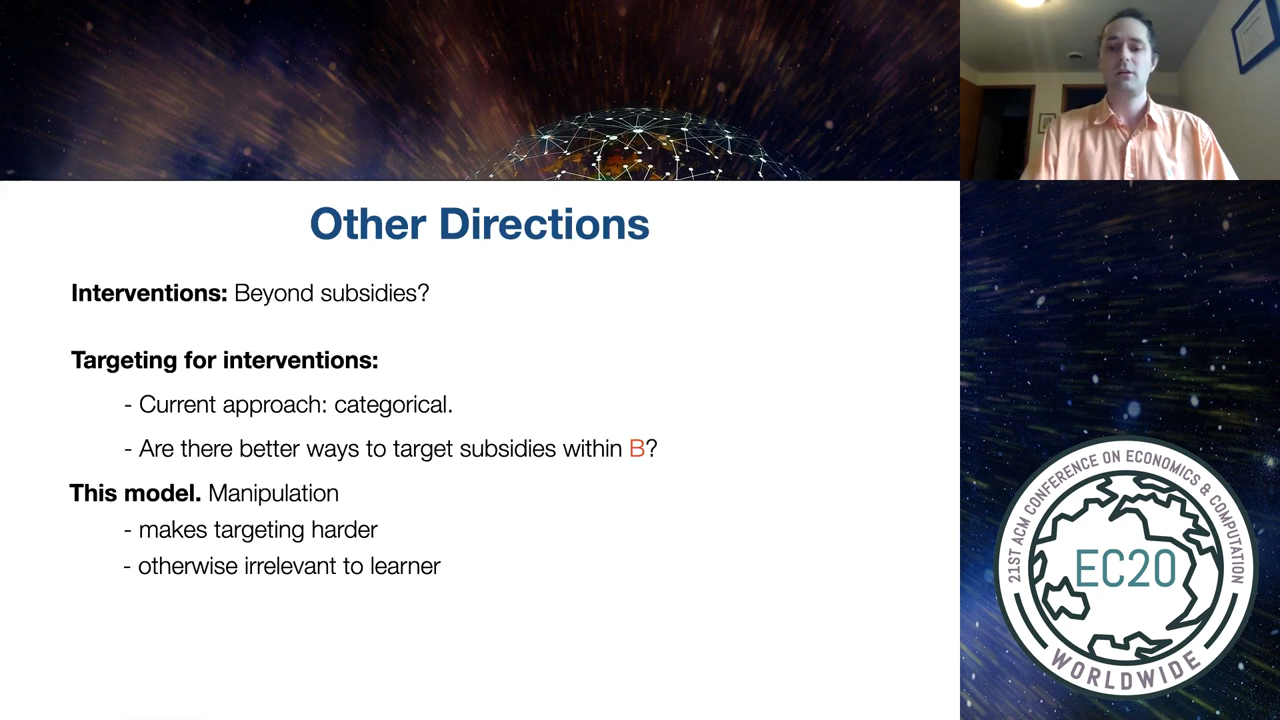 Other Directions
Interventions: Beyond subsidies?
Targeting for interventions:
- Current approach: categorical.
- Are there better ways to target subsidies within B?
This model. Manipulation
- makes targeting harder
- otherwise irrelevant to learner
21ST ACM CONFERENCE ON ECONOMICS & COMPUTATION
EC20
WORLDWIDE